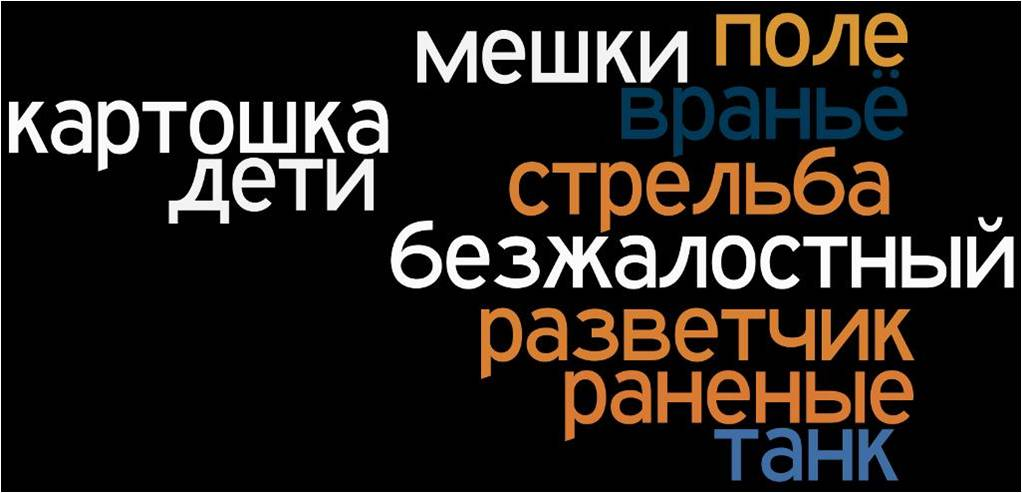 мешки
поле
враньё
картошка
дети
стрельба
безжалостный
разветчик
раненые
танк